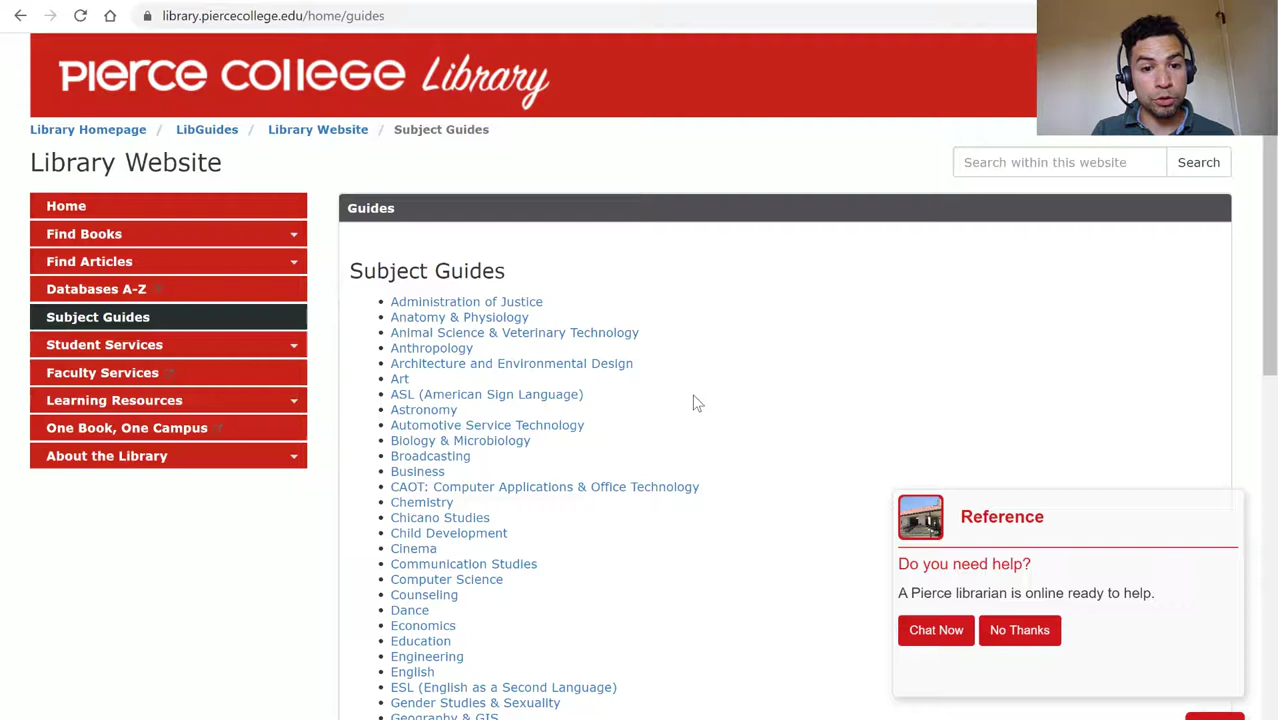 library.piercecollege.edu/home/guides
PIERCE COLLEGE Library
Library Homepage / LibGuides / Library Website / Subject Guides
Library Website
Search within this website Search
Home
Find Books
Find Articles
Databases A-Z
Subject Guides
Student Services
Faculty Services
Learning Resources
One Book, One Campus
About the Library
Guides
Subject Guides
• Administration of Justice
• Anatomy & Physiology
• Animal Science & Veterinary Technology
• Anthropology
• Architecture and Environmental Design
• Art
• ASL (American Sign Language)
• Astronomy
• Automotive Service Technology
• Biology & Microbiology
• Broadcasting
• Business
• CAOT: Computer Applications & Office Technology
• Chemistry
• Chicano Studies
• Child Development
• Cinema
• Communication Studies
• Computer Science
• Counseling
• Dance
• Economics
• Education
• Engineering
• English
• ESL (English as a Second Language)
• Gender Studies & Sexuality
• Geography & GIS
Reference
Do you need help?
A Pierce librarian is online ready to help.
Chat Now No Thanks